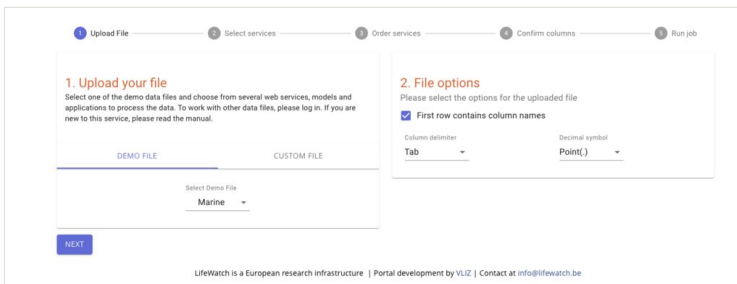 1 Upload File 2 Select services 3 Order services 4 Confirm columns 5 Run job
1. Upload your file
Select one of the demo data files and choose from several web services, models and
applications to process the data. To work with other data files, please log in. If you are
new to this service, please read the manual.
DEMO FILE CUSTOM FILE
Select Demo File
Marine
NEXT
2. File options
Please select the options for the uploaded file
First row contains column names
Column delimiter Decimal symbol
Tab Point(.)
LifeWatch is a European research infrastructure | Portal development by VLIZ | Contact at info@lifewatch.be